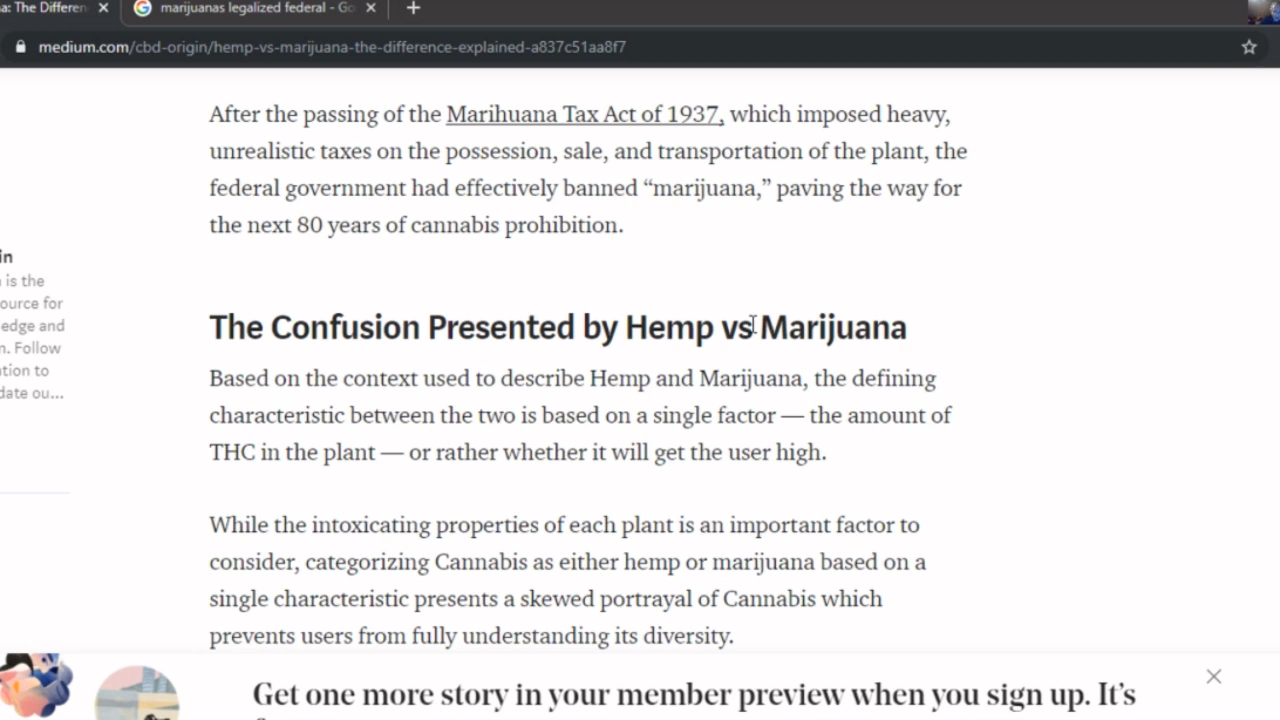 a: The Differen
marijuanas legalized federal - Go
medium.com/cbd-origin/hemp-vs-marijuana-the-difference-explained-a837c51aa8f7
After the passing of the Marihuana Tax Act of 1937, which imposed heavy,
unrealistic taxes on the possession, sale, and transportation of the plant, the
federal government had effectively banned “marijuana,” paving the way for
the next 80 years of cannabis prohibition.
in
is the
ource for
edge and
n. Follow
tion to
date ou...
The Confusion Presented by Hemp vs Marijuana
Based on the context used to describe Hemp and Marijuana, the defining
characteristic between the two is based on a single factor — the amount of
THC in the plant — or rather whether it will get the user high.
While the intoxicating properties of each plant is an important factor to
consider, categorizing Cannabis as either hemp or marijuana based on a
single characteristic presents a skewed portrayal of Cannabis which
prevents users from fully understanding its diversity.
Get one more story in your member preview when you sign up. It’s